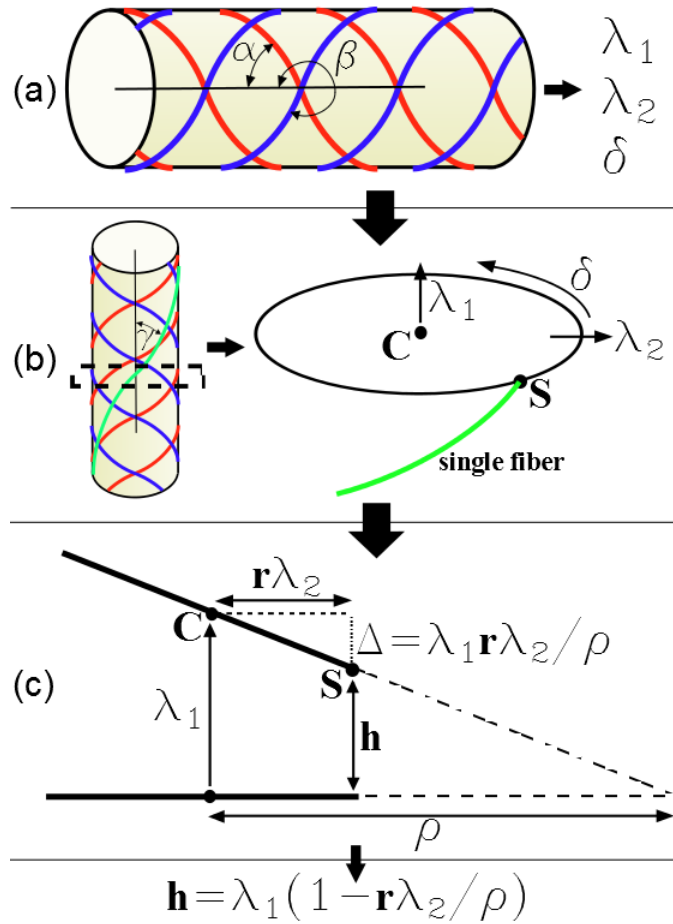 (a)
α
β
λ₁
λ₂
δ
(b)
γ
C
λ₁
δ
λ₂
S
single fiber
(c)
rλ₂
C
Δ=λ₁rλ₂/ρ
S
λ₁
h
ρ
h=λ₁(1-rλ₂/ρ)